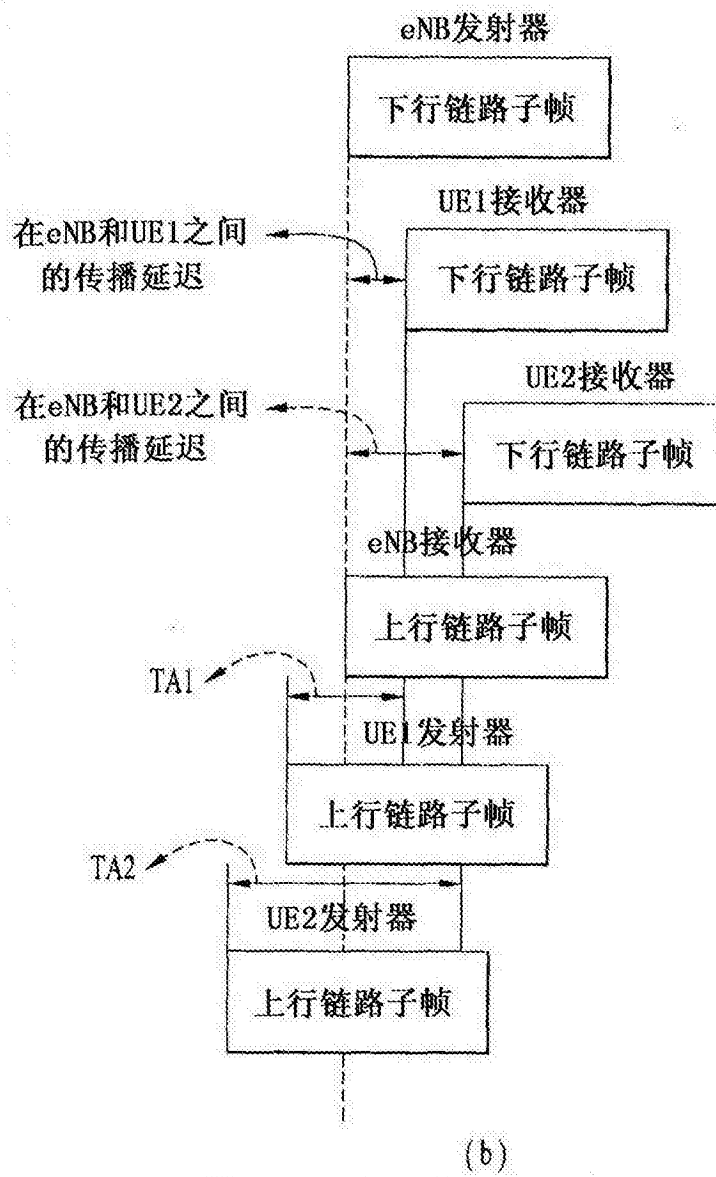 eNB发射器
下行链路子帧
UE1接收器
在eNB和UE1之间
的传播延迟
下行链路子帧
UE2接收器
在eNB和UE2之间
的传播延迟
下行链路子帧
eNB接收器
上行链路子帧
TA1
UE1发射器
上行链路子帧
TA2
UE2发射器
上行链路子帧
(b)